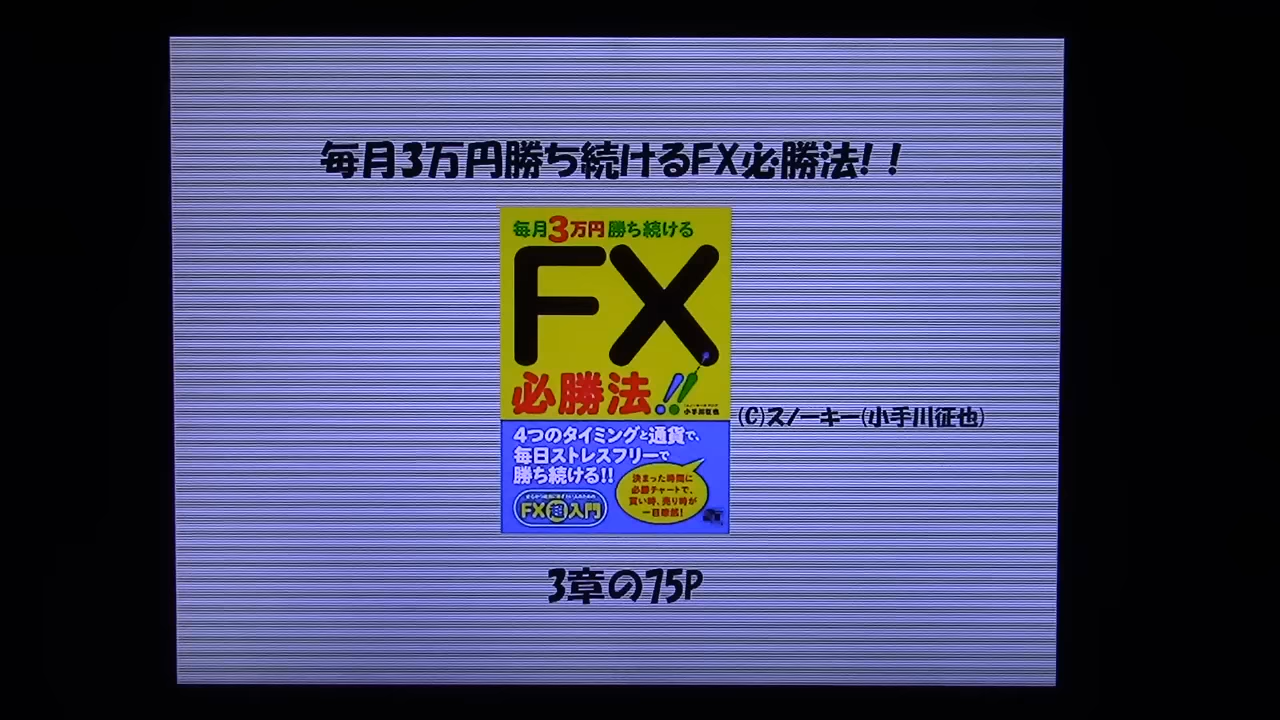 毎月3万円勝ち続けるFX必勝法!!
毎月3万円勝ち続ける
FX
必勝法!!
小手川征也
(C)スノーキー(小手川征也)
4つのタイミングと通貨で、
毎日ストレスフリーで
勝ち続ける!!
決まった時間に
必勝チャートで、
買い時、売り時が
一目瞭然!
FX超入門
3章の75P